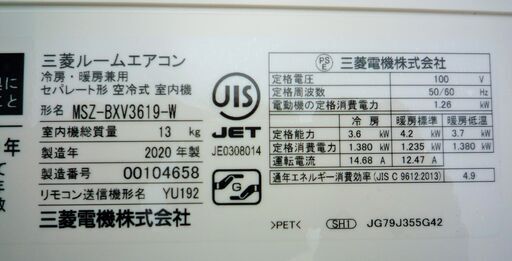 三菱ルームエアコン
冷房・暖房兼用
セパレート形 空冷式 室内機
形名 MSZ-BXV3619-W
室内機総質量 13 kg
製造年 2020年製
製造番号 00104658
リモコン送信機形名 YU192
三菱電機株式会社
JIS
JET
JE0308014
G
PS
E
三菱電機株式会社
定格電圧 100 V
定格周波数 50/60 Hz
電動機の定格消費電力 1.26 kW
冷房 暖房標準 暖房低温
定格能力 3.6 kW 4.2 kW 3.7 kW
定格消費電力 1.380 kW 1.235 kW 1.380 kW
運転電流 14.68 A 12.47 A
通年エネルギー消費効率(JIS C 9612:2013) 4.9
>PET< SH1 JG79J355G42
こと
年